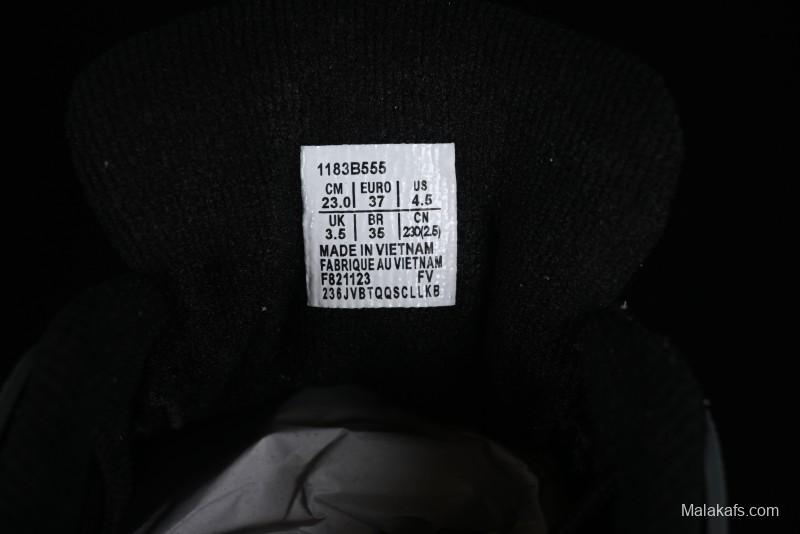 1183B555
CM EURO US
23.0 37 4.5
UK BR CN
3.5 35 230(2.5)
MADE IN VIETNAM
FABRIQUE AU VIETNAM
F821123 FV
236JVBTQQSCLLKB
Malakafs.com